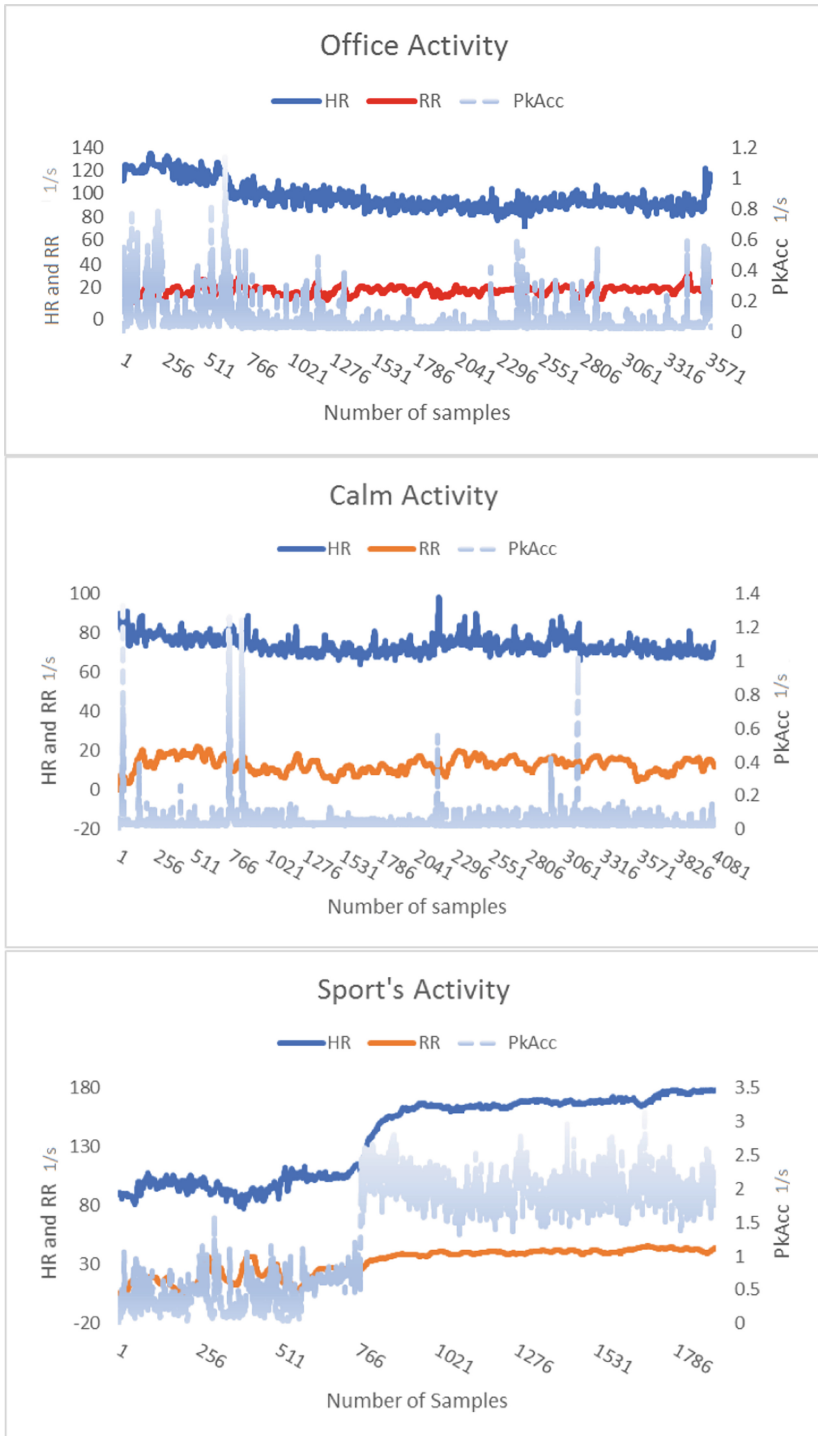 Office Activity
HR RR PkAcc
140
120
100
80
60
40
20
0
HR and RR 1/s
1.2
1
0.8
0.6
0.4
0.2
0
PkAcc 1/s
1 256 511 766 1021 1276 1531 1786 2041 2296 2551 2806 3061 3316 3571
Number of samples
Calm Activity
HR RR PkAcc
100
80
60
40
20
0
-20
HR and RR 1/s
1.4
1.2
1
0.8
0.6
0.4
0.2
0
PkAcc 1/s
1 256 511 766 1021 1276 1531 1786 2041 2296 2551 2806 3061 3316 3571 3826 4081
Number of samples
Sport's Activity
HR RR PkAcc
180
130
80
30
-20
HR and RR 1/s
3.5
3
2.5
2
1.5
1
0.5
0
PkAcc 1/s
1 256 511 766 1021 1276 1531 1786
Number of Samples